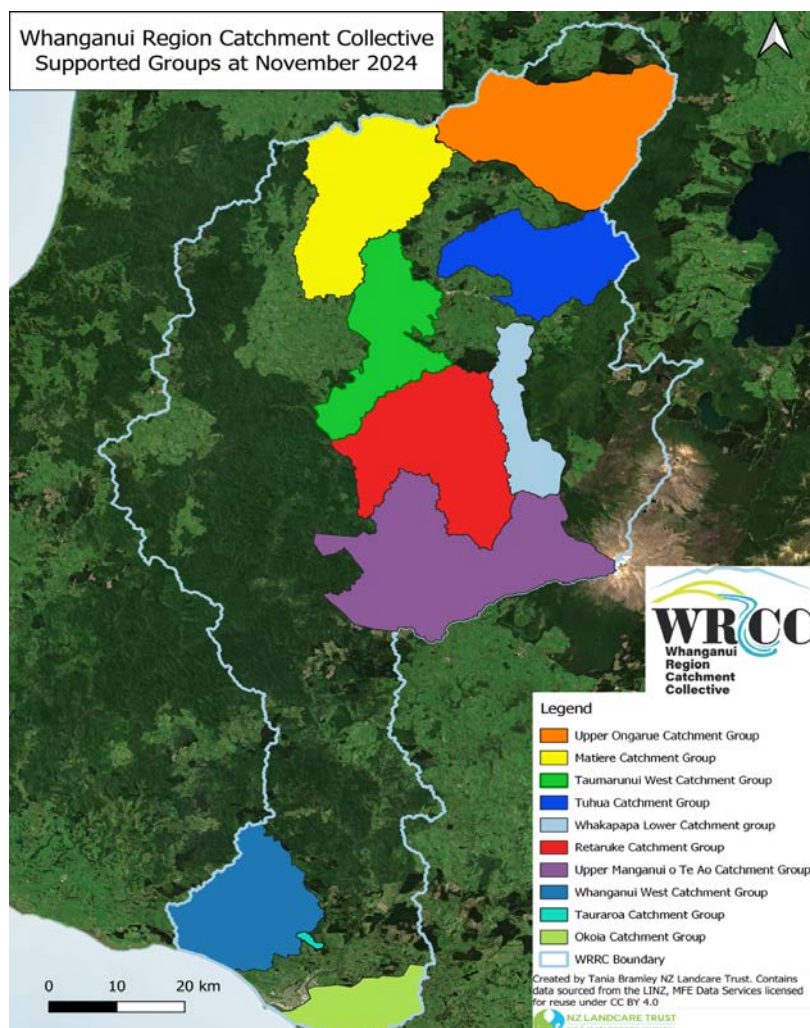 Whanganui Region Catchment Collective
Supported Groups at November 2024
WRCC
Whanganui
Region
Catchment
Collective
Legend
Upper Ongarue Catchment Group
Matiere Catchment Group
Taumarunui West Catchment Group
Tuhua Catchment Group
Whakapapa Lower Catchment group
Retaruke Catchment Group
Upper Manganui o Te Ao Catchment Group
Whanganui West Catchment Group
Tauraroa Catchment Group
Okoia Catchment Group
WRRC Boundary
0 10 20 km
Created by Tania Bramley NZ Landcare Trust. Contains
data sourced from the LINZ, MFE Data Services licensed
for reuse under CC BY 4.0
NZ LANDCARE TRUST